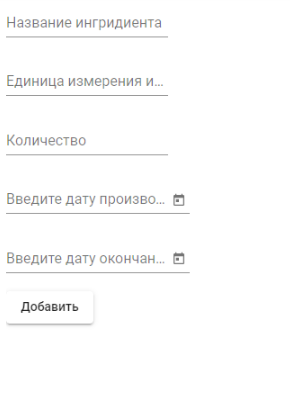 Название ингридиента
Единица измерения и...
Количество
Введите дату произво...
Введите дату окончан...
Добавить